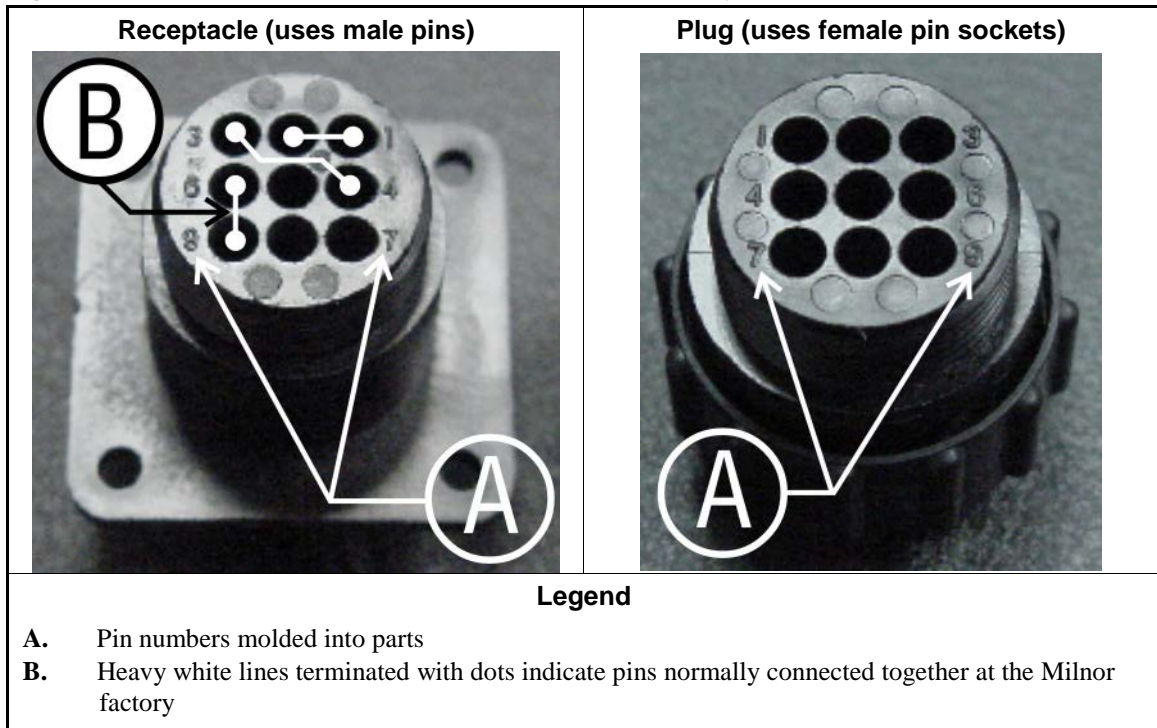 Receptacle (uses male pins)
Plug (uses female pin sockets)
B
3
1
6
4
9
7
A
1
3
4
6
7
9
A
Legend
A. Pin numbers molded into parts
B. Heavy white lines terminated with dots indicate pins normally connected together at the Milnor
factory